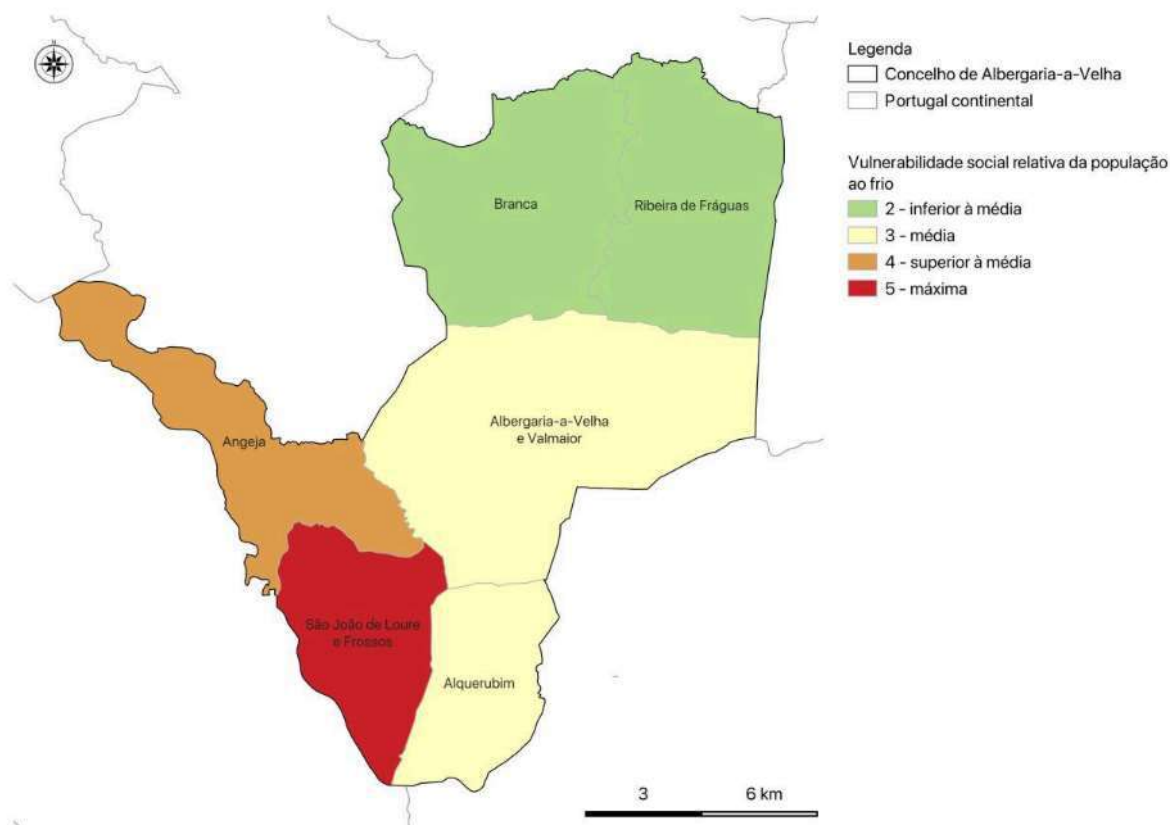 N
Legenda
Concelho de Albergaria-a-Velha
Portugal continental
Vulnerabilidade social relativa da população
ao frio
2 - inferior à média
3 - média
4 - superior à média
5 - máxima
Branca
Ribeira de Fráguas
Albergaria-a-Velha
e Valmaior
Angeja
São João de Loure
e Frossos
Alquerubim
3
6 km